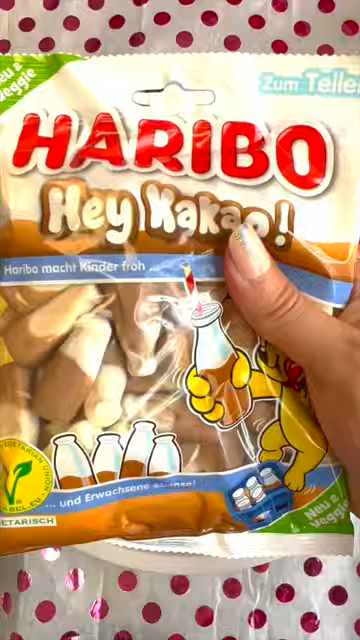 Neu &
Veggie
Zum Teilen
HARIBO
Hey Kakao!
Haribo macht Kinder froh ...
... und Erwachsene ebenso!
VEGETARISCH
Neu &
Veggie